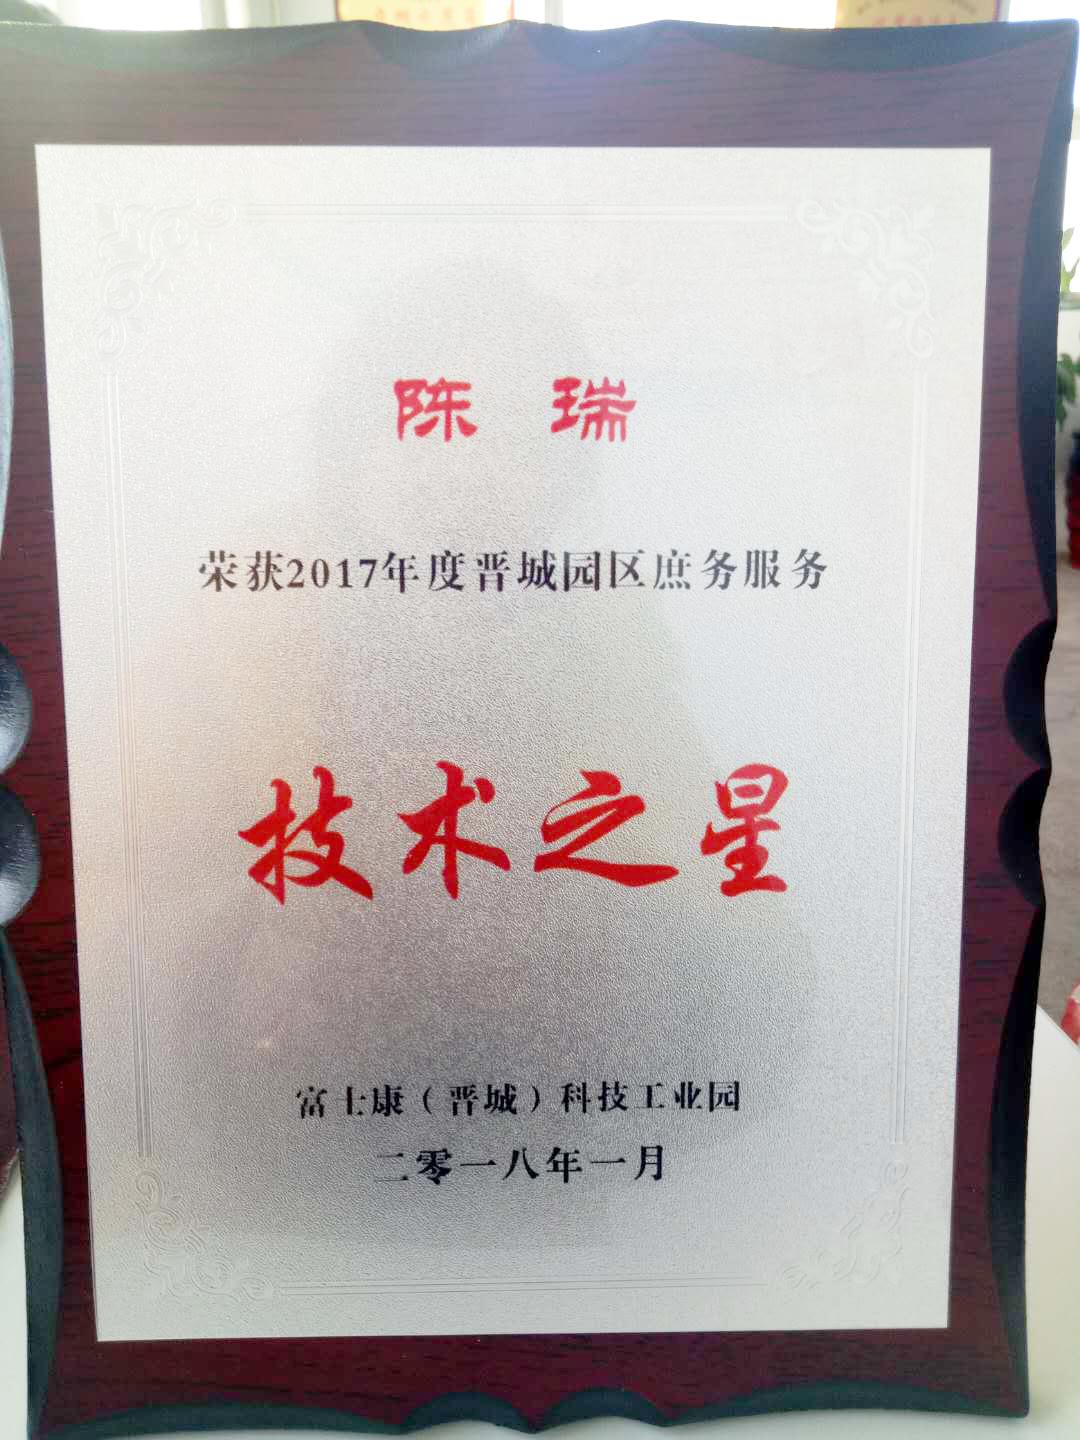 陈 瑞
荣获2017年度晋城园区庶务服务
技术之星
富士康（晋城）科技工业园
二零一八年一月